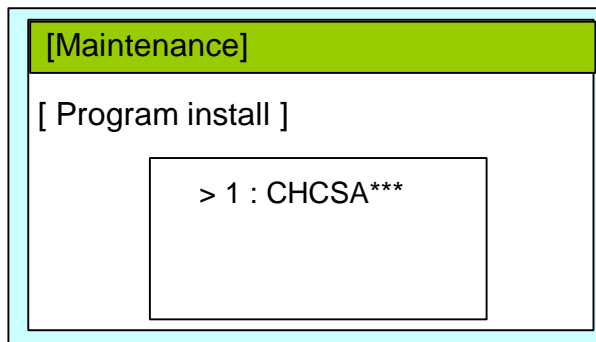 [Maintenance]
[ Program install ]
> 1 : CHCSA***